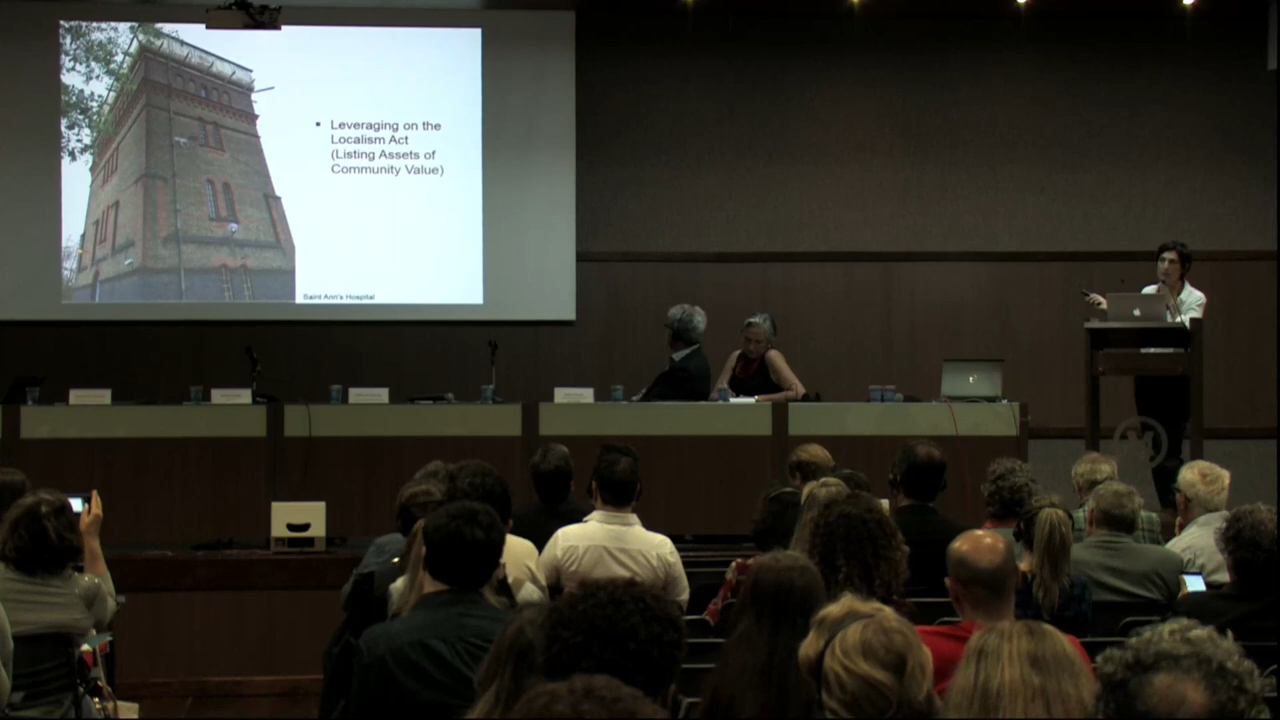 ▪ Leveraging on the
Localism Act
(Listing Assets of
Community Value)
Saint Ann's Hospital